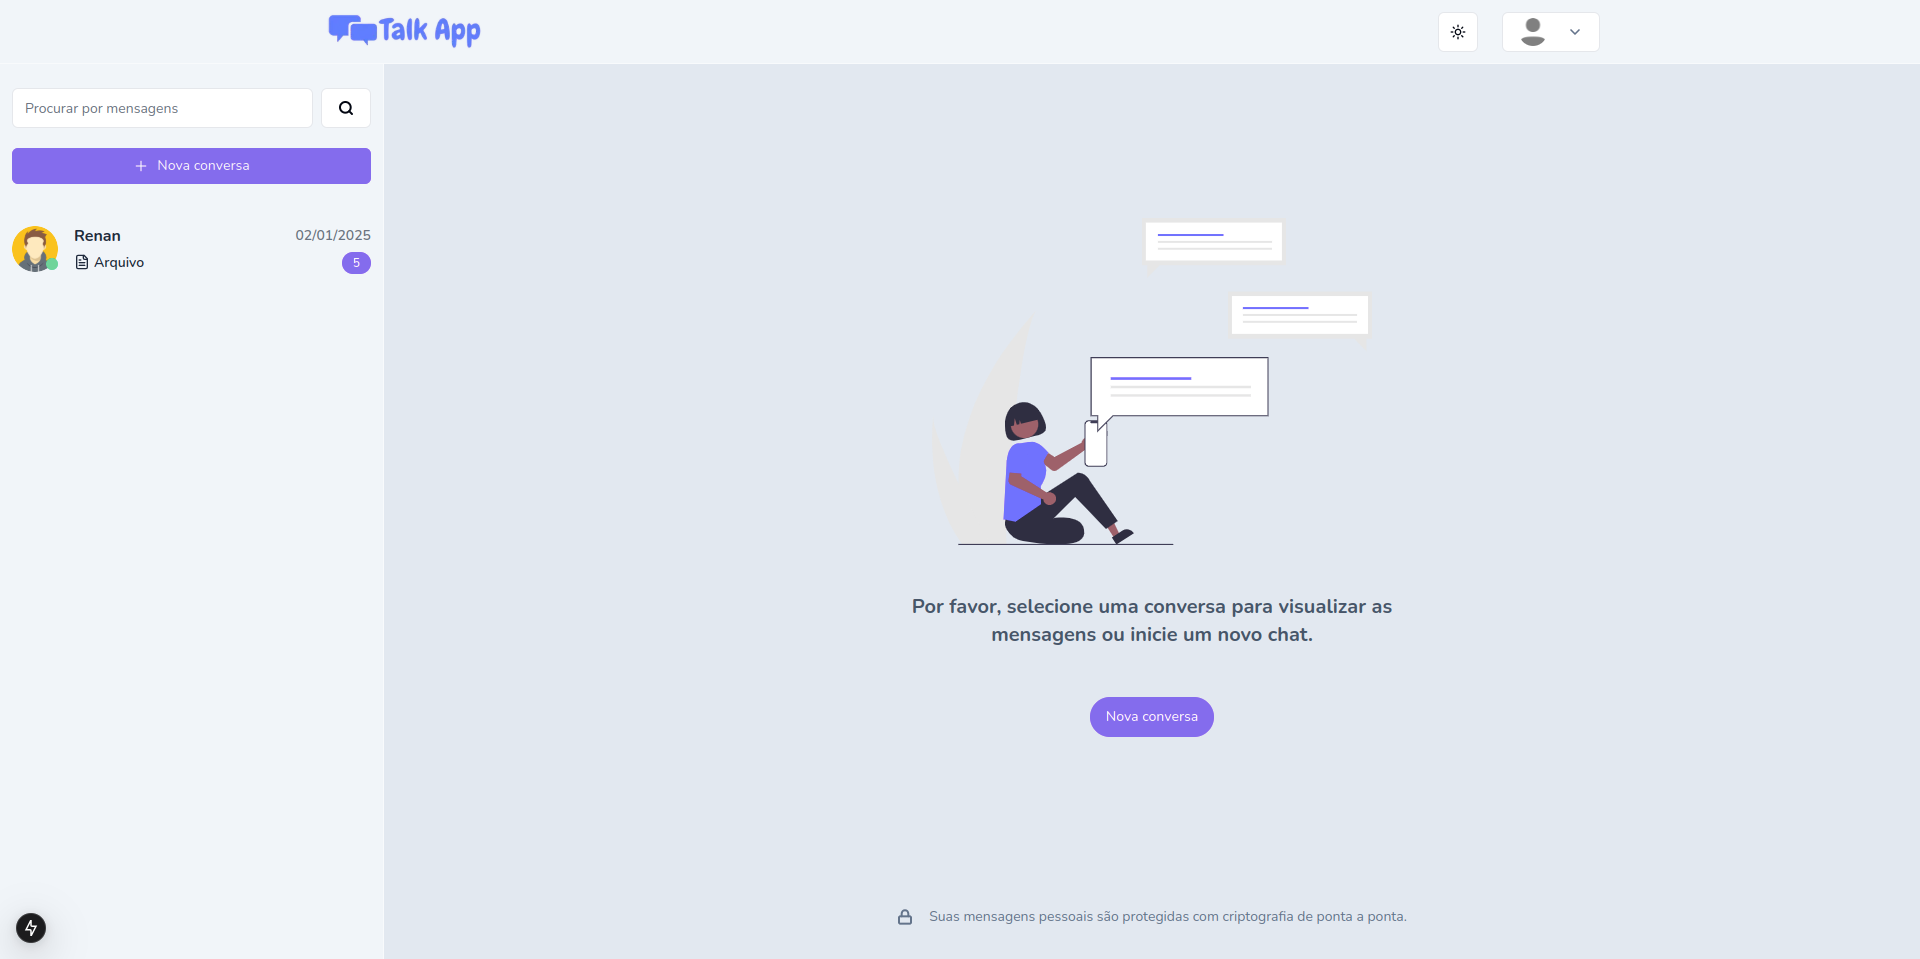 Talk App
Procurar por mensagens
Nova conversa
Renan
02/01/2025
Arquivo
5
Por favor, selecione uma conversa para visualizar as
mensagens ou inicie um novo chat.
Nova conversa
Suas mensagens pessoais são protegidas com criptografia de ponta a ponta.